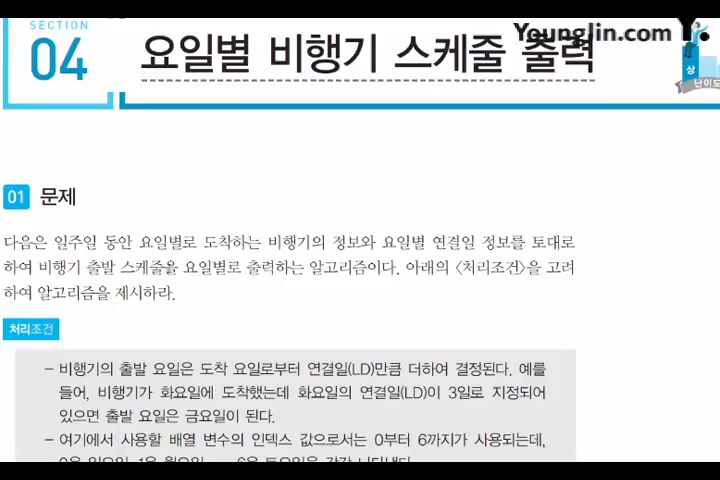 SECTION
04
요일별 비행기 스케줄 출력
Youngjin.com Y.
상
난이도
01 문제
다음은 일주일 동안 요일별로 도착하는 비행기의 정보와 요일별 연결일 정보를 토대로
하여 비행기 출발 스케줄을 요일별로 출력하는 알고리즘이다. 아래의 〈처리조건〉을 고려
하여 알고리즘을 제시하라.
처리조건
– 비행기의 출발 요일은 도착 요일로부터 연결일(LD)만큼 더하여 결정된다. 예를
들어, 비행기가 화요일에 도착했는데 화요일의 연결일(LD)이 3일로 지정되어
있으면 출발 요일은 금요일이 된다.
– 여기에서 사용할 배열 변수의 인덱스 값으로서는 0부터 6까지가 사용되는데,